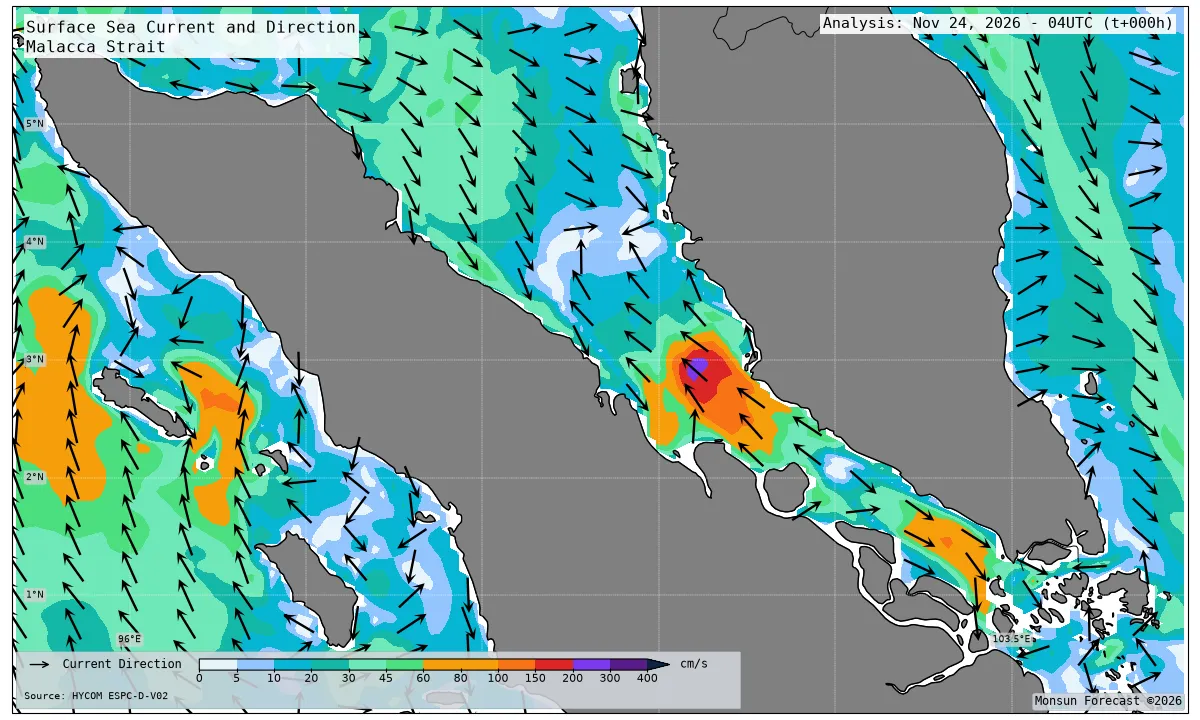 Surface Sea Current and Direction
Malacca Strait
Analysis: Nov 24, 2026 - 04UTC (t+000h)
5°N
4°N
3°N
2°N
1°N
96°E
103.5°E
Current Direction
0 5 10 20 30 45 60 80 100 150 200 300 400
cm/s
Source: HYCOM ESPC-D-V02
Monsun Forecast ©2026